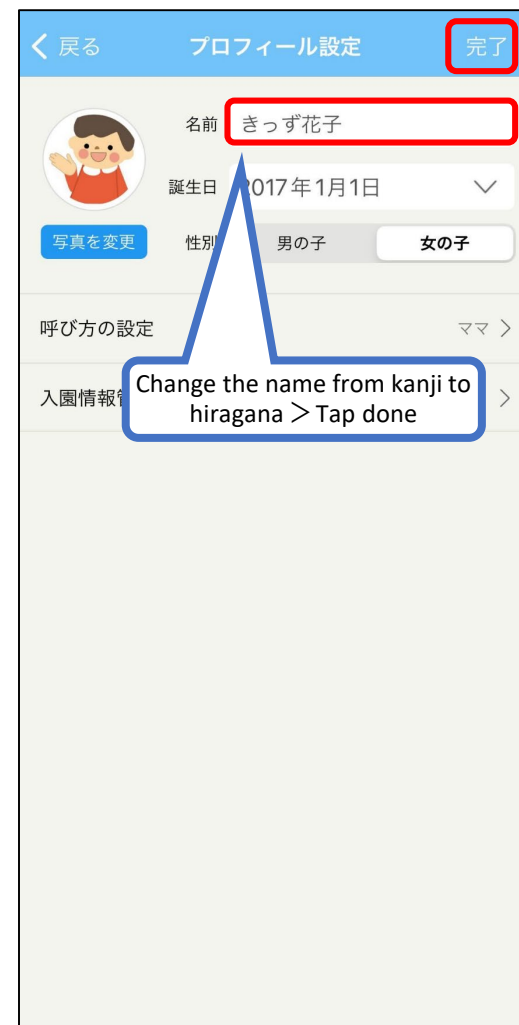 戻る プロフィール設定 完了
名前 きっず花子
誕生日 2017年1月1日
写真を変更 性別 男の子 女の子
呼び方の設定 ママ
入園情報
Change the name from kanji to
hiragana ＞ Tap done